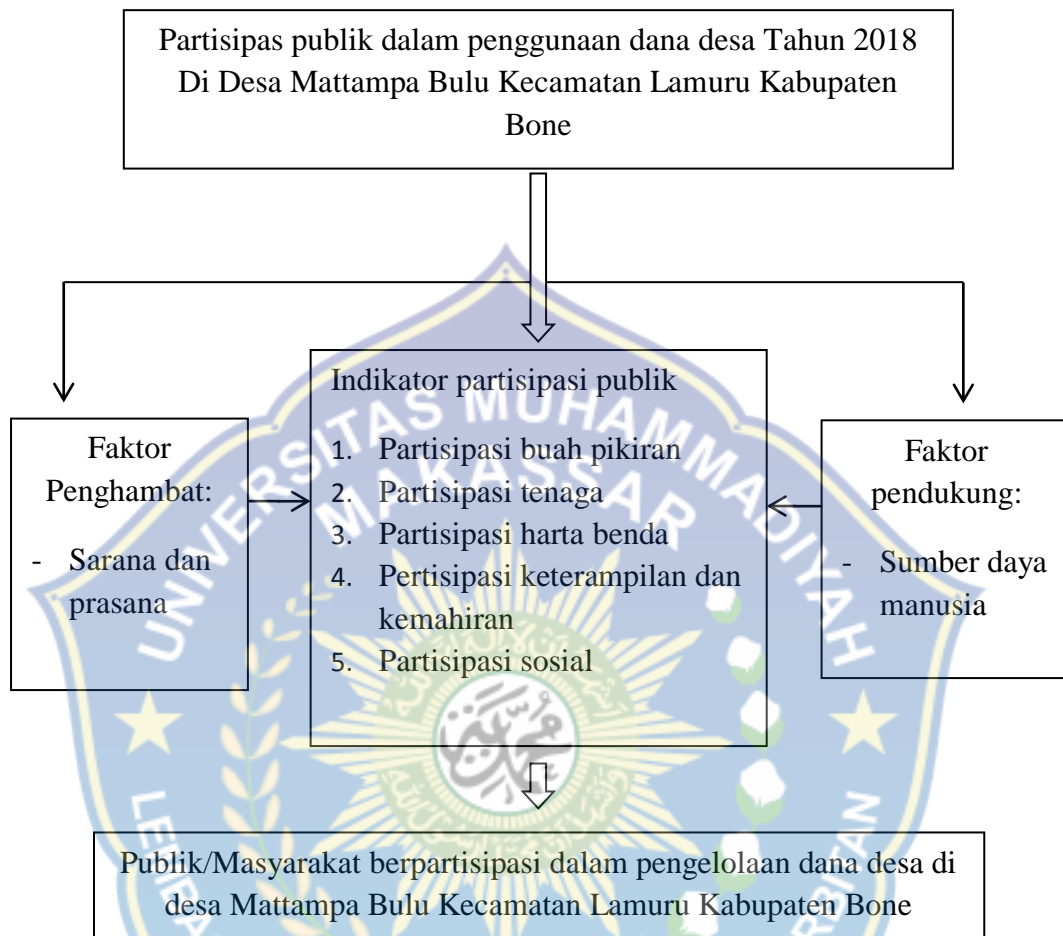 Partisipas publik dalam penggunaan dana desa Tahun 2018
Di Desa Mattampa Bulu Kecamatan Lamuru Kabupaten
Bone
Faktor
Penghambat:
- Sarana dan
prasana
Indikator partisipasi publik
1. Partisipasi buah pikiran
2. Partisipasi tenaga
3. Partisipasi harta benda
4. Pertisipasi keterampilan dan
kemahiran
5. Partisipasi sosial
Faktor
pendukung:
- Sumber daya
manusia
Publik/Masyarakat berpartisipasi dalam pengelolaan dana desa di
desa Mattampa Bulu Kecamatan Lamuru Kabupaten Bone
UNIVERSITAS MUHAMMADIYAH
MAKASSAR